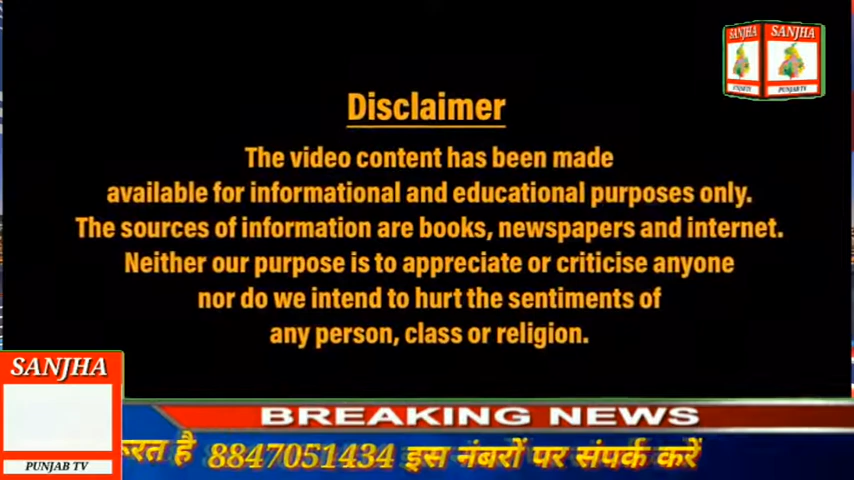 SANJHA
SANJHA
PUNJAB TV
Disclaimer
The video content has been made
available for informational and educational purposes only.
The sources of information are books, newspapers and internet.
Neither our purpose is to appreciate or criticise anyone
nor do we intend to hurt the sentiments of
any person, class or religion.
SANJHA
PUNJAB TV
BREAKING NEWS
है 8847051434 इस नंबरों पर संपर्क करें